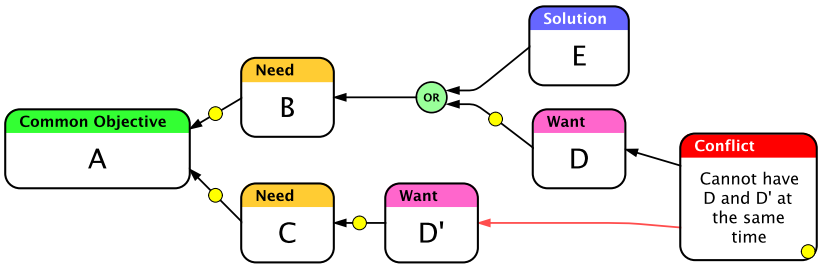 Solution
E
Need
B
OR
Common Objective
A
Want
D
Conflict
Cannot have
D and D' at
the same
time
Need
C
Want
D'